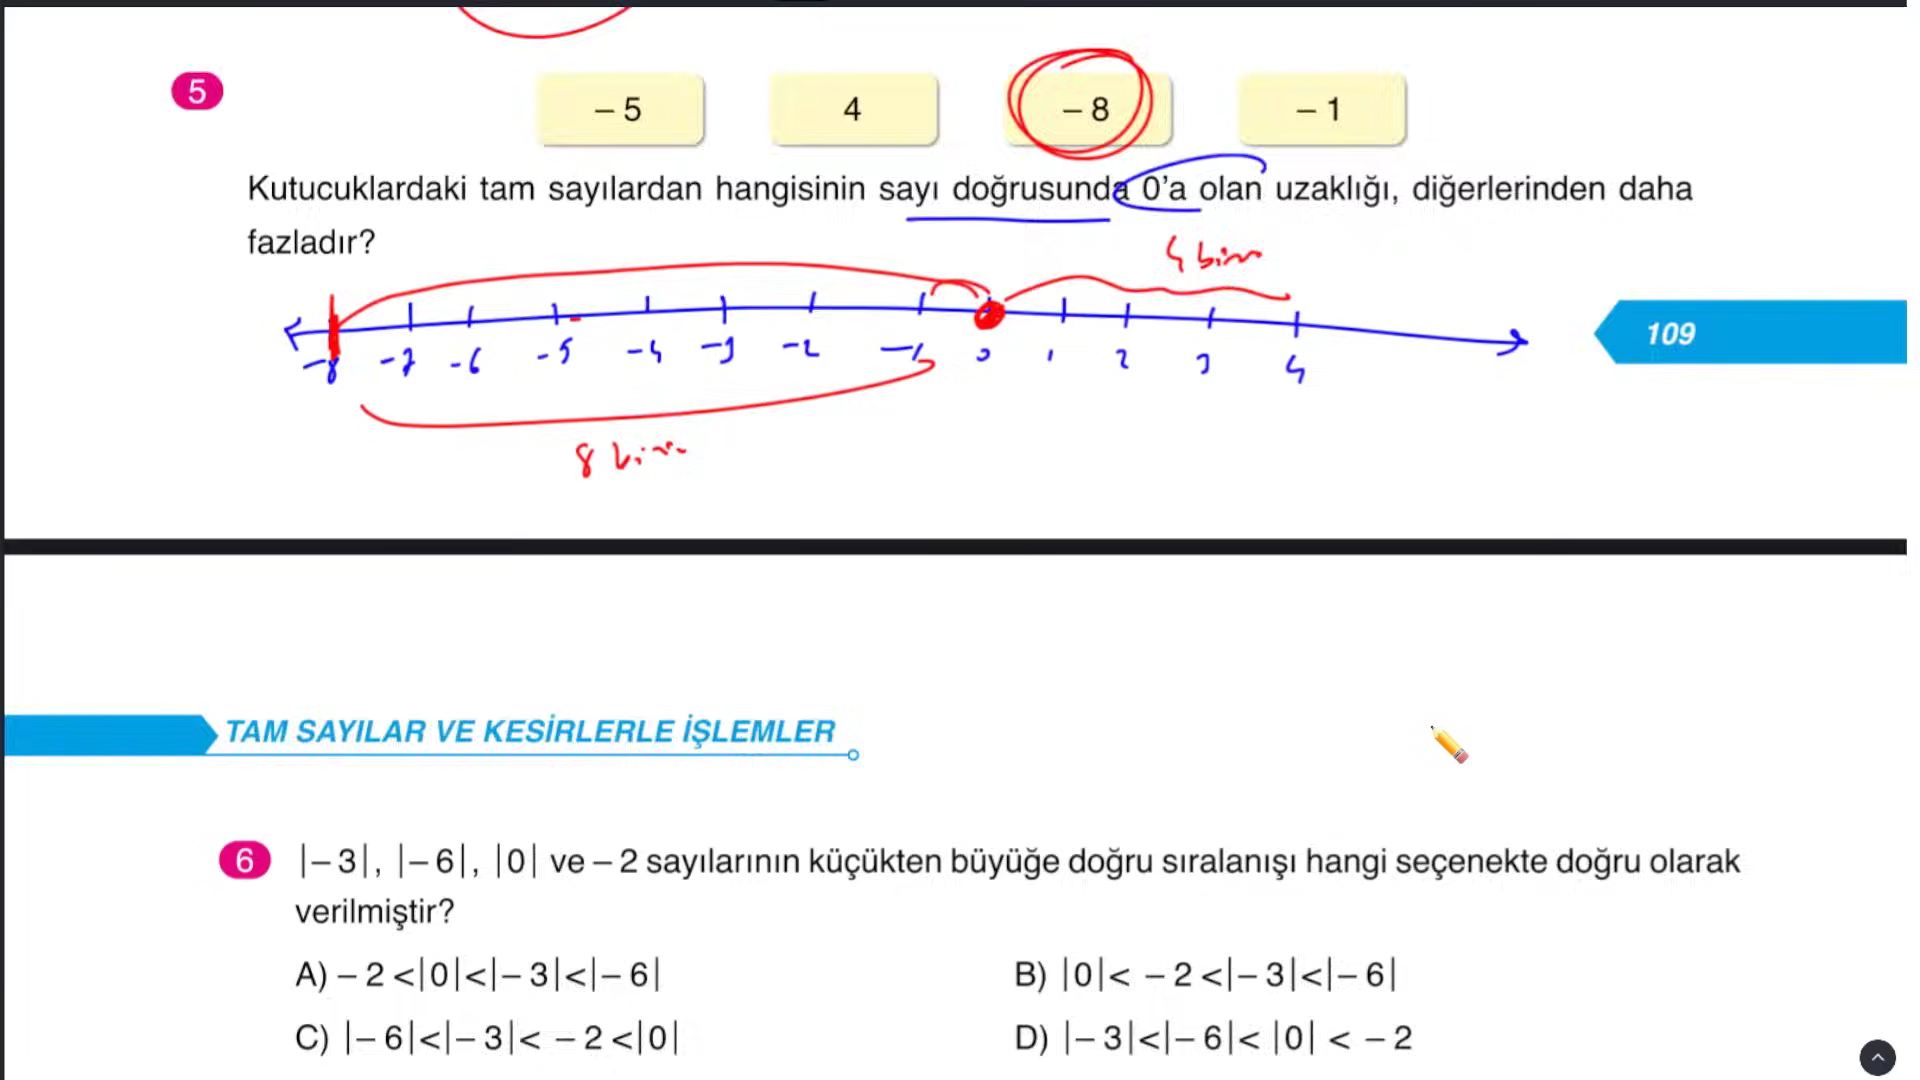 5
– 5 4 – 8 – 1
Kutucuklardaki tam sayılardan hangisinin sayı doğrusunda 0’a olan uzaklığı, diğerlerinden daha
fazladır?
4 birim
109
–8 –7 –6 –5 –4 –3 –2 –1 0 1 2 3 4
8 birim
TAM SAYILAR VE KESİRLERLE İŞLEMLER
6 |– 3|, |– 6|, |0| ve – 2 sayılarının küçükten büyüğe doğru sıralanışı hangi seçenekte doğru olarak
verilmiştir?
A) – 2 <|0|<|– 3|<|– 6| B) |0|< – 2 <|– 3|<|– 6|
C) |– 6|<|– 3|< – 2 <|0| D) |– 3|<|– 6|< |0| < – 2